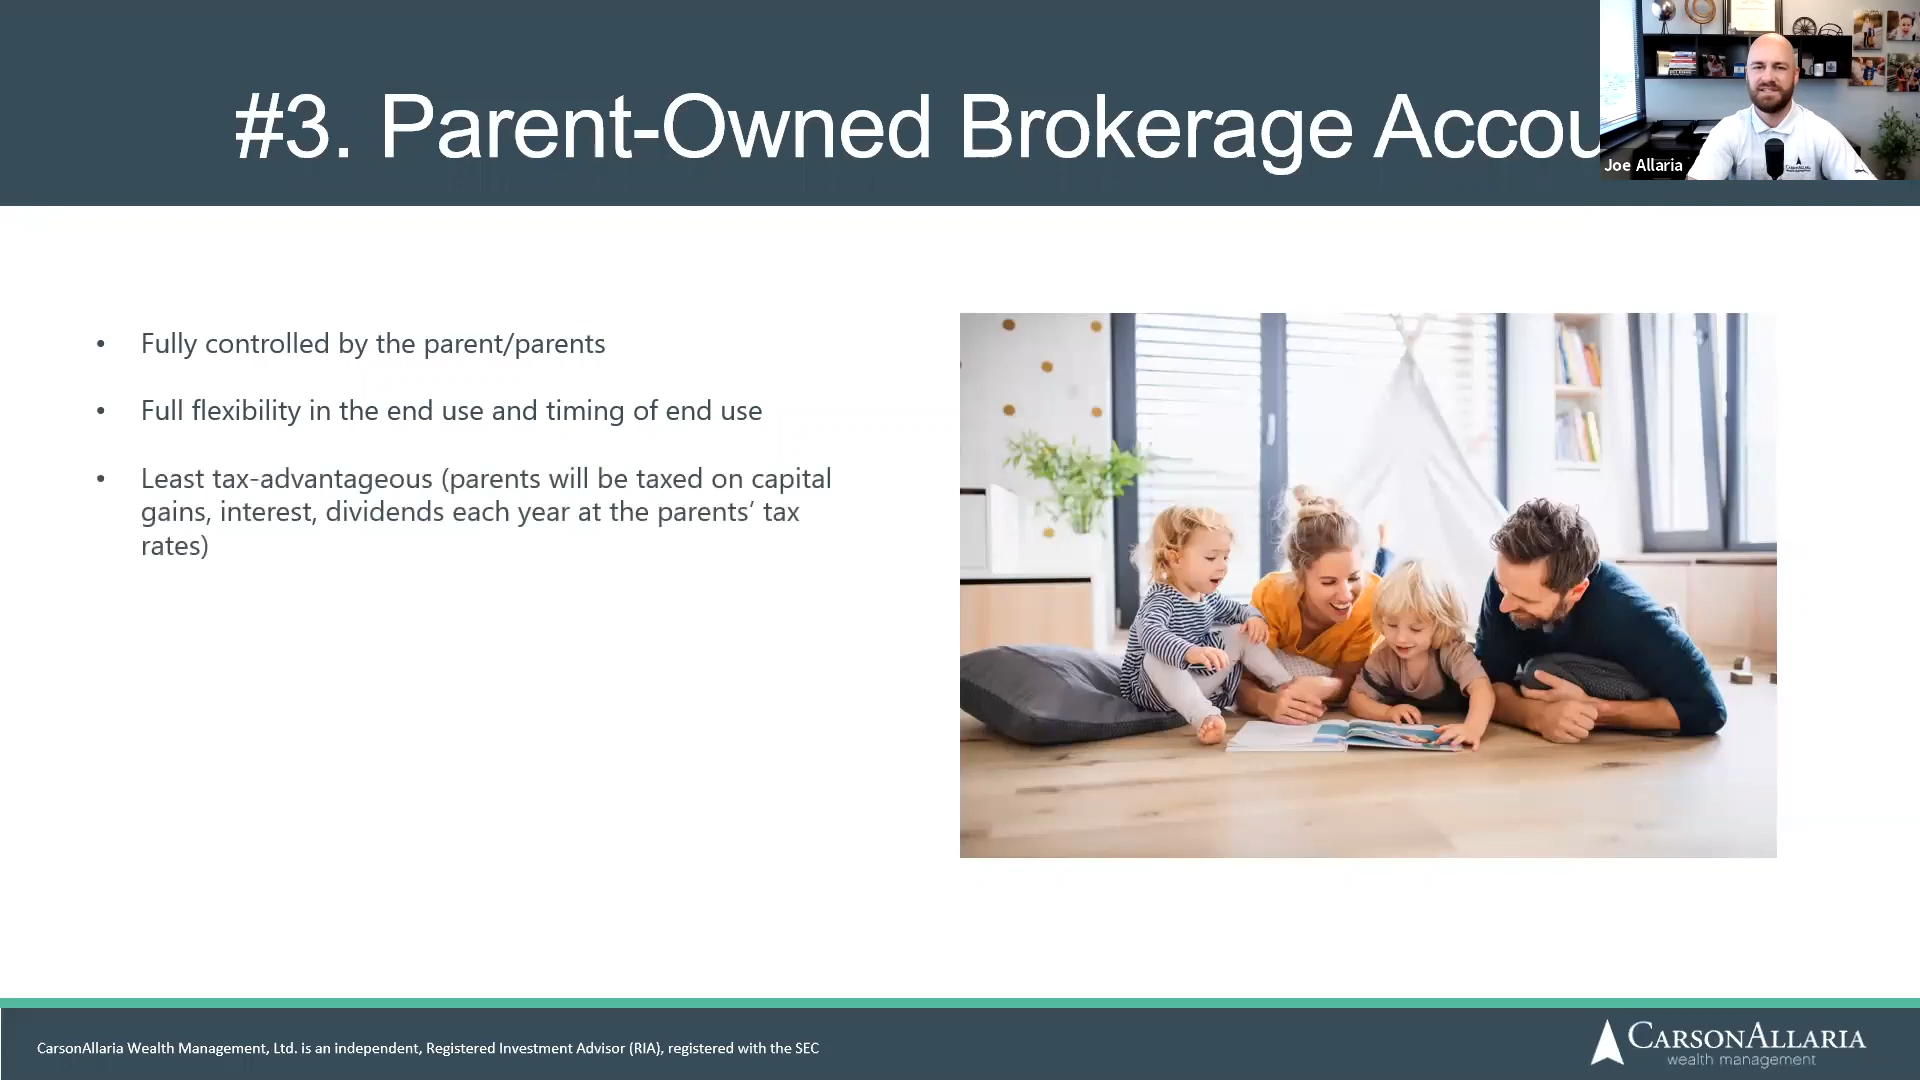 #3. Parent-Owned Brokerage Accou
Joe Allaria
• Fully controlled by the parent/parents
• Full flexibility in the end use and timing of end use
• Least tax-advantageous (parents will be taxed on capital
gains, interest, dividends each year at the parents’ tax
rates)
CarsonAllaria Wealth Management, Ltd. is an independent, Registered Investment Advisor (RIA), registered with the SEC
CARSONALLARIA
wealth management